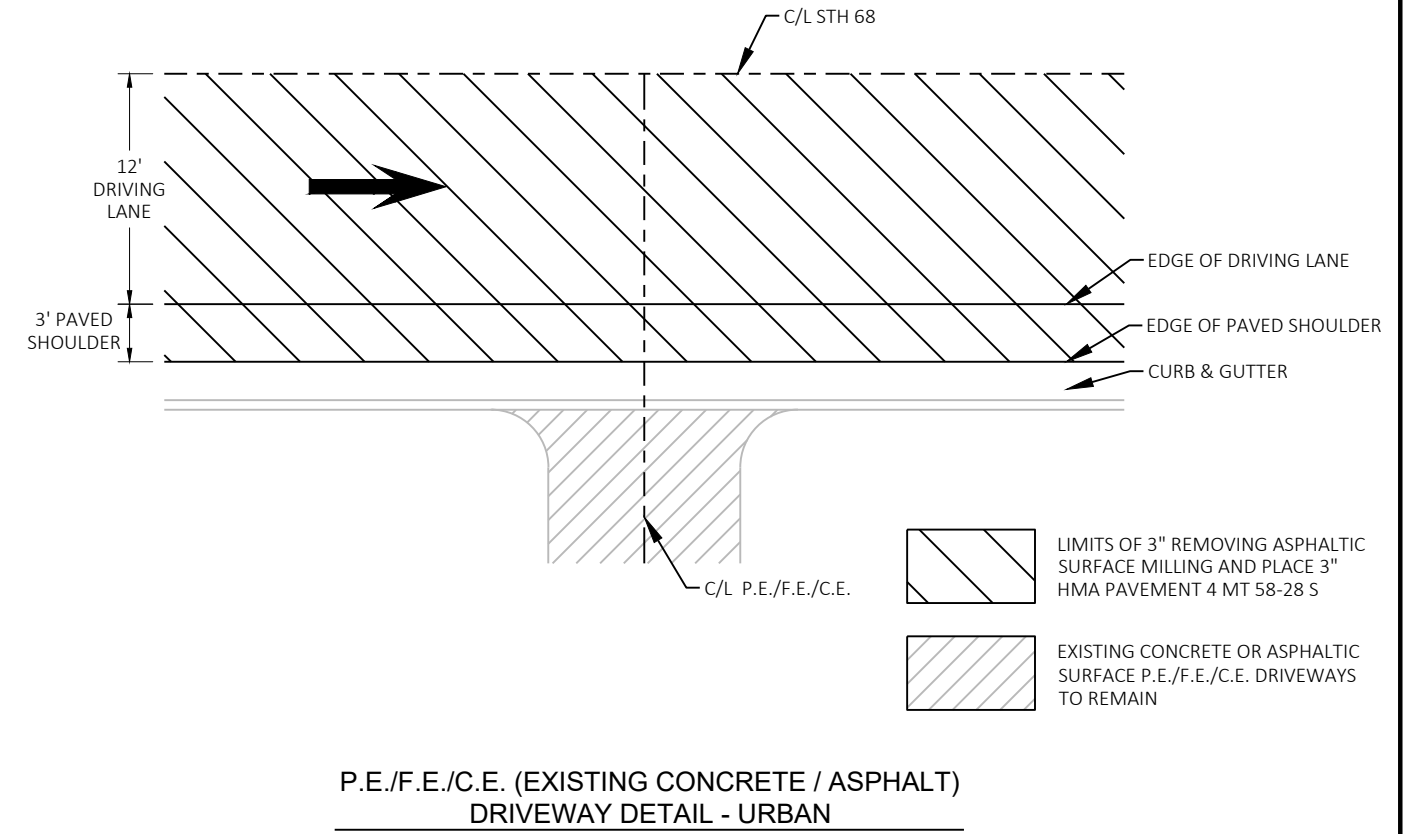 C/L STH 68
12'
DRIVING
LANE
EDGE OF DRIVING LANE
3' PAVED
SHOULDER
EDGE OF PAVED SHOULDER
CURB & GUTTER
C/L P.E./F.E./C.E.
LIMITS OF 3" REMOVING ASPHALTIC
SURFACE MILLING AND PLACE 3"
HMA PAVEMENT 4 MT 58-28 S
EXISTING CONCRETE OR ASPHALTIC
SURFACE P.E./F.E./C.E. DRIVEWAYS
TO REMAIN
P.E./F.E./C.E. (EXISTING CONCRETE / ASPHALT)
DRIVEWAY DETAIL - URBAN